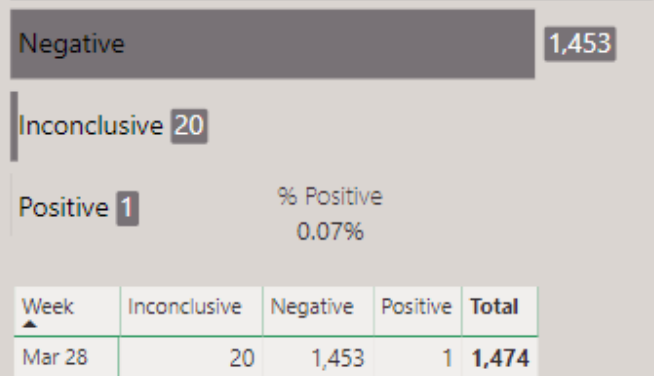 Negative 1,453
Inconclusive 20
Positive 1
% Positive
0.07%
Week Inconclusive Negative Positive Total
Mar 28 20 1,453 1 1,474